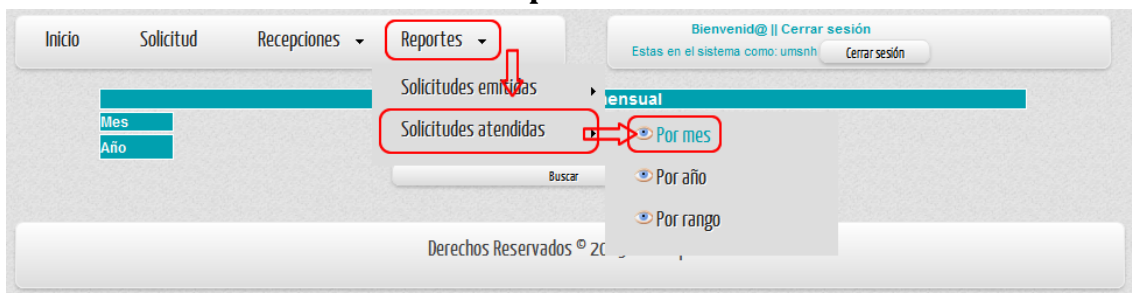 Inicio Solicitud Recepciones Reportes
Bienvenid@ || Cerrar sesión
Estas en el sistema como: umsnh Cerrar sesión
Solicitudes emitidas
Mes
Solicitudes atendidas
Por mes
Año
Buscar
Por año
Por rango
Derechos Reservados ©